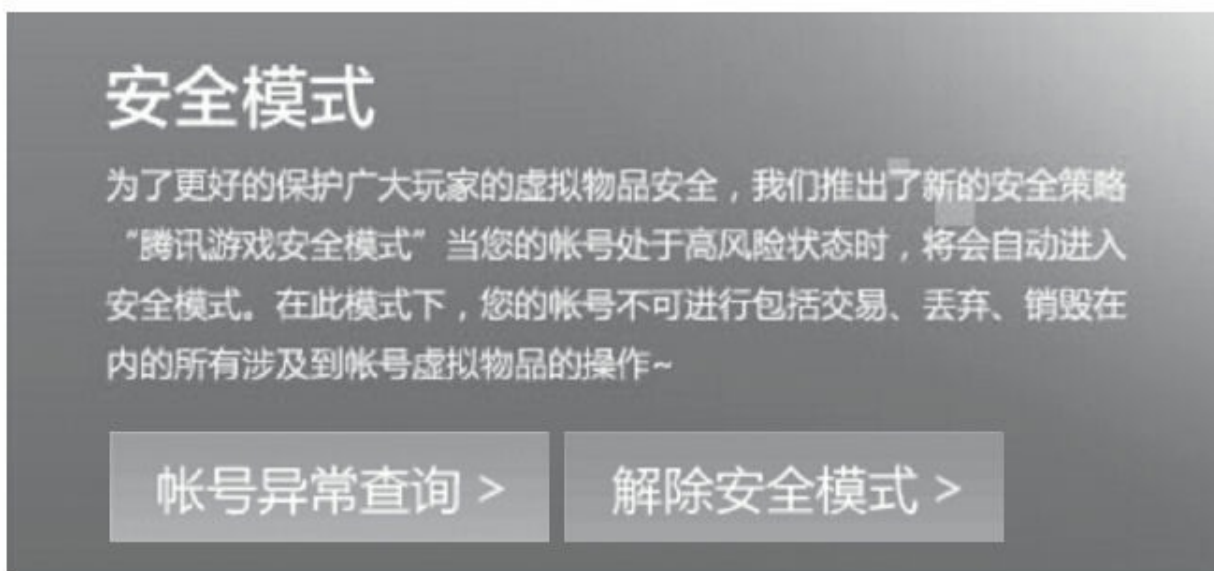 安全模式
为了更好的保护广大玩家的虚拟物品安全，我们推出了新的安全策略
“腾讯游戏安全模式”当您的帐号处于高风险状态时，将会自动进入
安全模式。在此模式下，您的帐号不可进行包括交易、丢弃、销毁在
内的所有涉及到帐号虚拟物品的操作~
帐号异常查询 > 解除安全模式 >